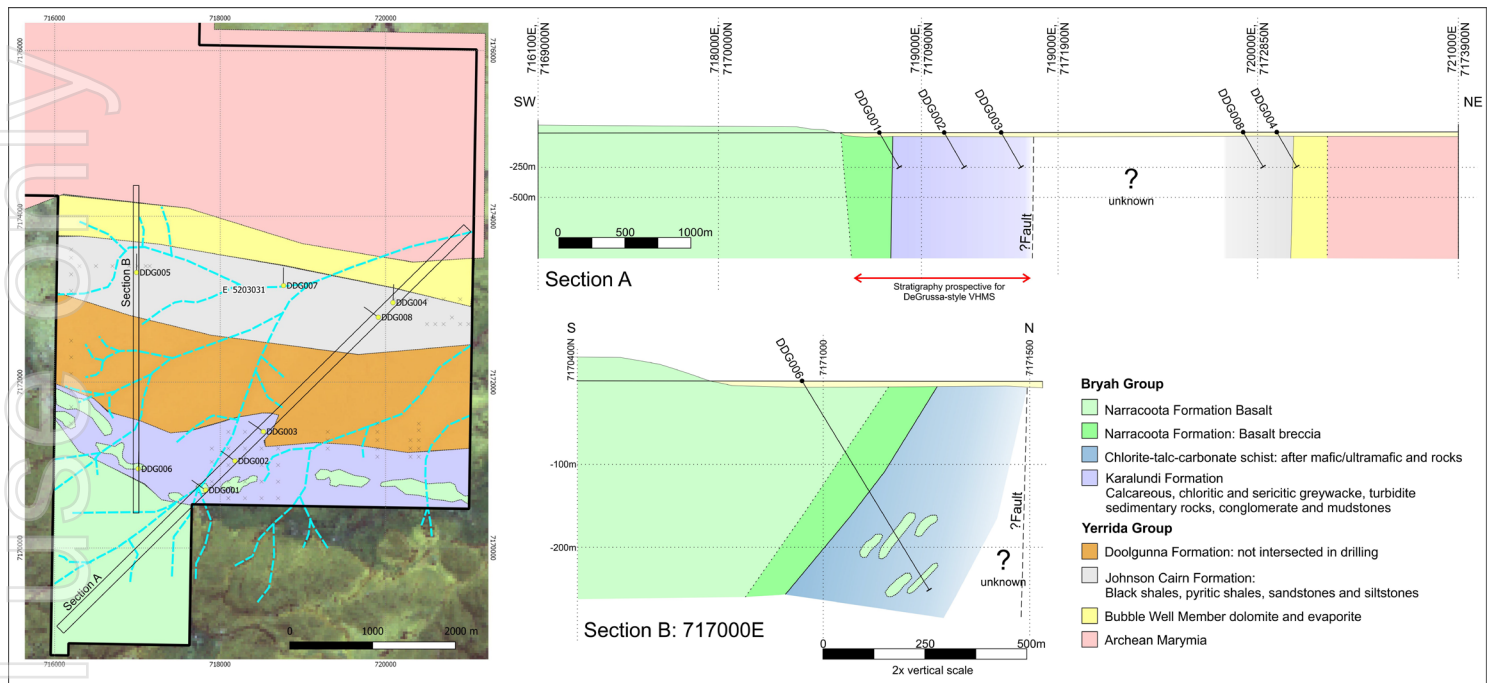 use only
716000
718000
720000
7176000
7176000
7174000
7174000
7172000
7172000
7170000
7170000
Section B
DDG005
E 5203031
DDG007
DDG004
DDG008
DDG003
DDG006
DDG002
DDG001
Section A
0 1000 2000 m
716000
718000
720000
716100E,
7169000N
718000E,
7170000N
719000E,
7170900N
719000E,
7171900N
720000E,
7172850N
721000E
7173900N
SW
NE
DDG001
DDG002
DDG003
DDG008
DDG004
-250m
-500m
?
unknown
?Fault
0 500 1000m
Section A
Stratigraphy prospective for
DeGrussa-style VHMS
S
N
7170400N
DDG006
7171000
7171500
-100m
-200m
?Fault
?
unknown
Section B: 717000E
0 250 500m
2x vertical scale
Bryah Group
Narracoota Formation Basalt
Narracoota Formation: Basalt breccia
Chlorite-talc-carbonate schist: after mafic/ultramafic and rocks
Karalundi Formation
Calcareous, chloritic and sericitic greywacke, turbidite
sedimentary rocks, conglomerate and mudstones
Yerrida Group
Doolgunna Formation: not intersected in drilling
Johnson Cairn Formation:
Black shales, pyritic shales, sandstones and siltstones
Bubble Well Member dolomite and evaporite
Archean Marymia